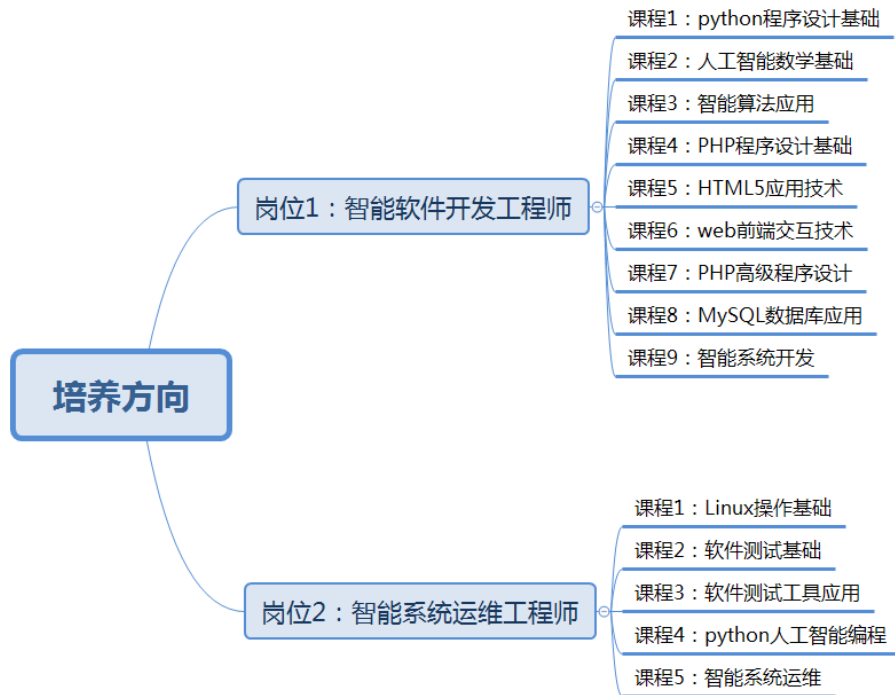 培养方向
岗位1：智能软件开发工程师
课程1：python程序设计基础
课程2：人工智能数学基础
课程3：智能算法应用
课程4：PHP程序设计基础
课程5：HTML5应用技术
课程6：web前端交互技术
课程7：PHP高级程序设计
课程8：MySQL数据库应用
课程9：智能系统开发
岗位2：智能系统运维工程师
课程1：Linux操作基础
课程2：软件测试基础
课程3：软件测试工具应用
课程4：python人工智能编程
课程5：智能系统运维